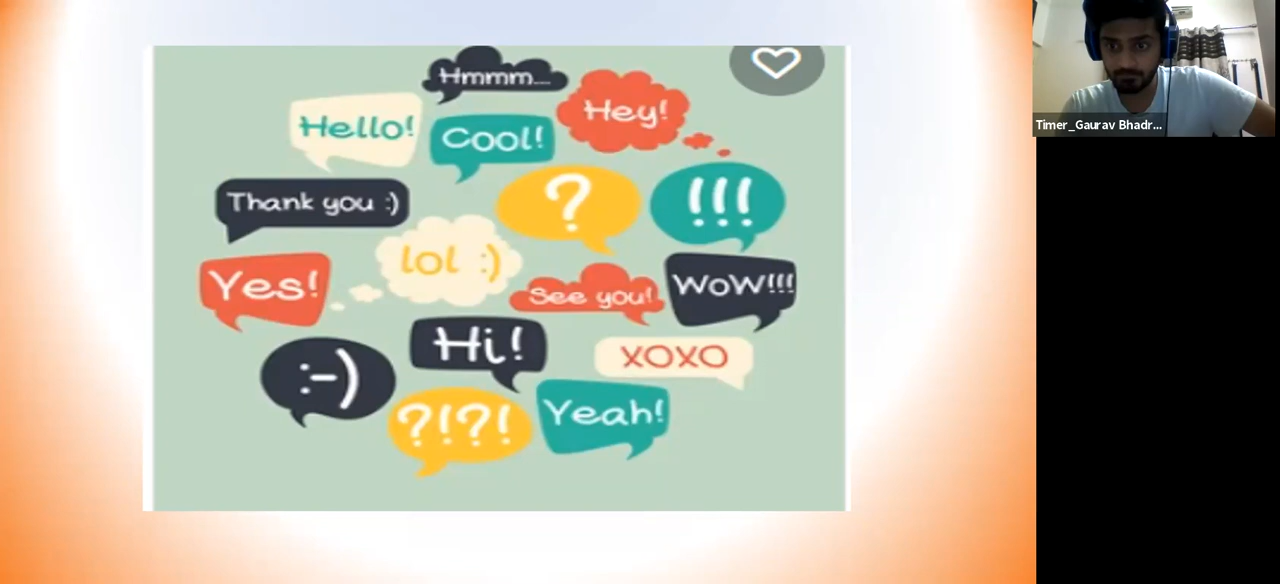 Hmmm...
Hey!
Hello!
Cool!
Thank you :)
?
!!!
lol :)
Yes!
See you!
WoW!!!
Hi!
XOXO
:-)
?!?!
Yeah!
Timer_Gaurav Bhadr...